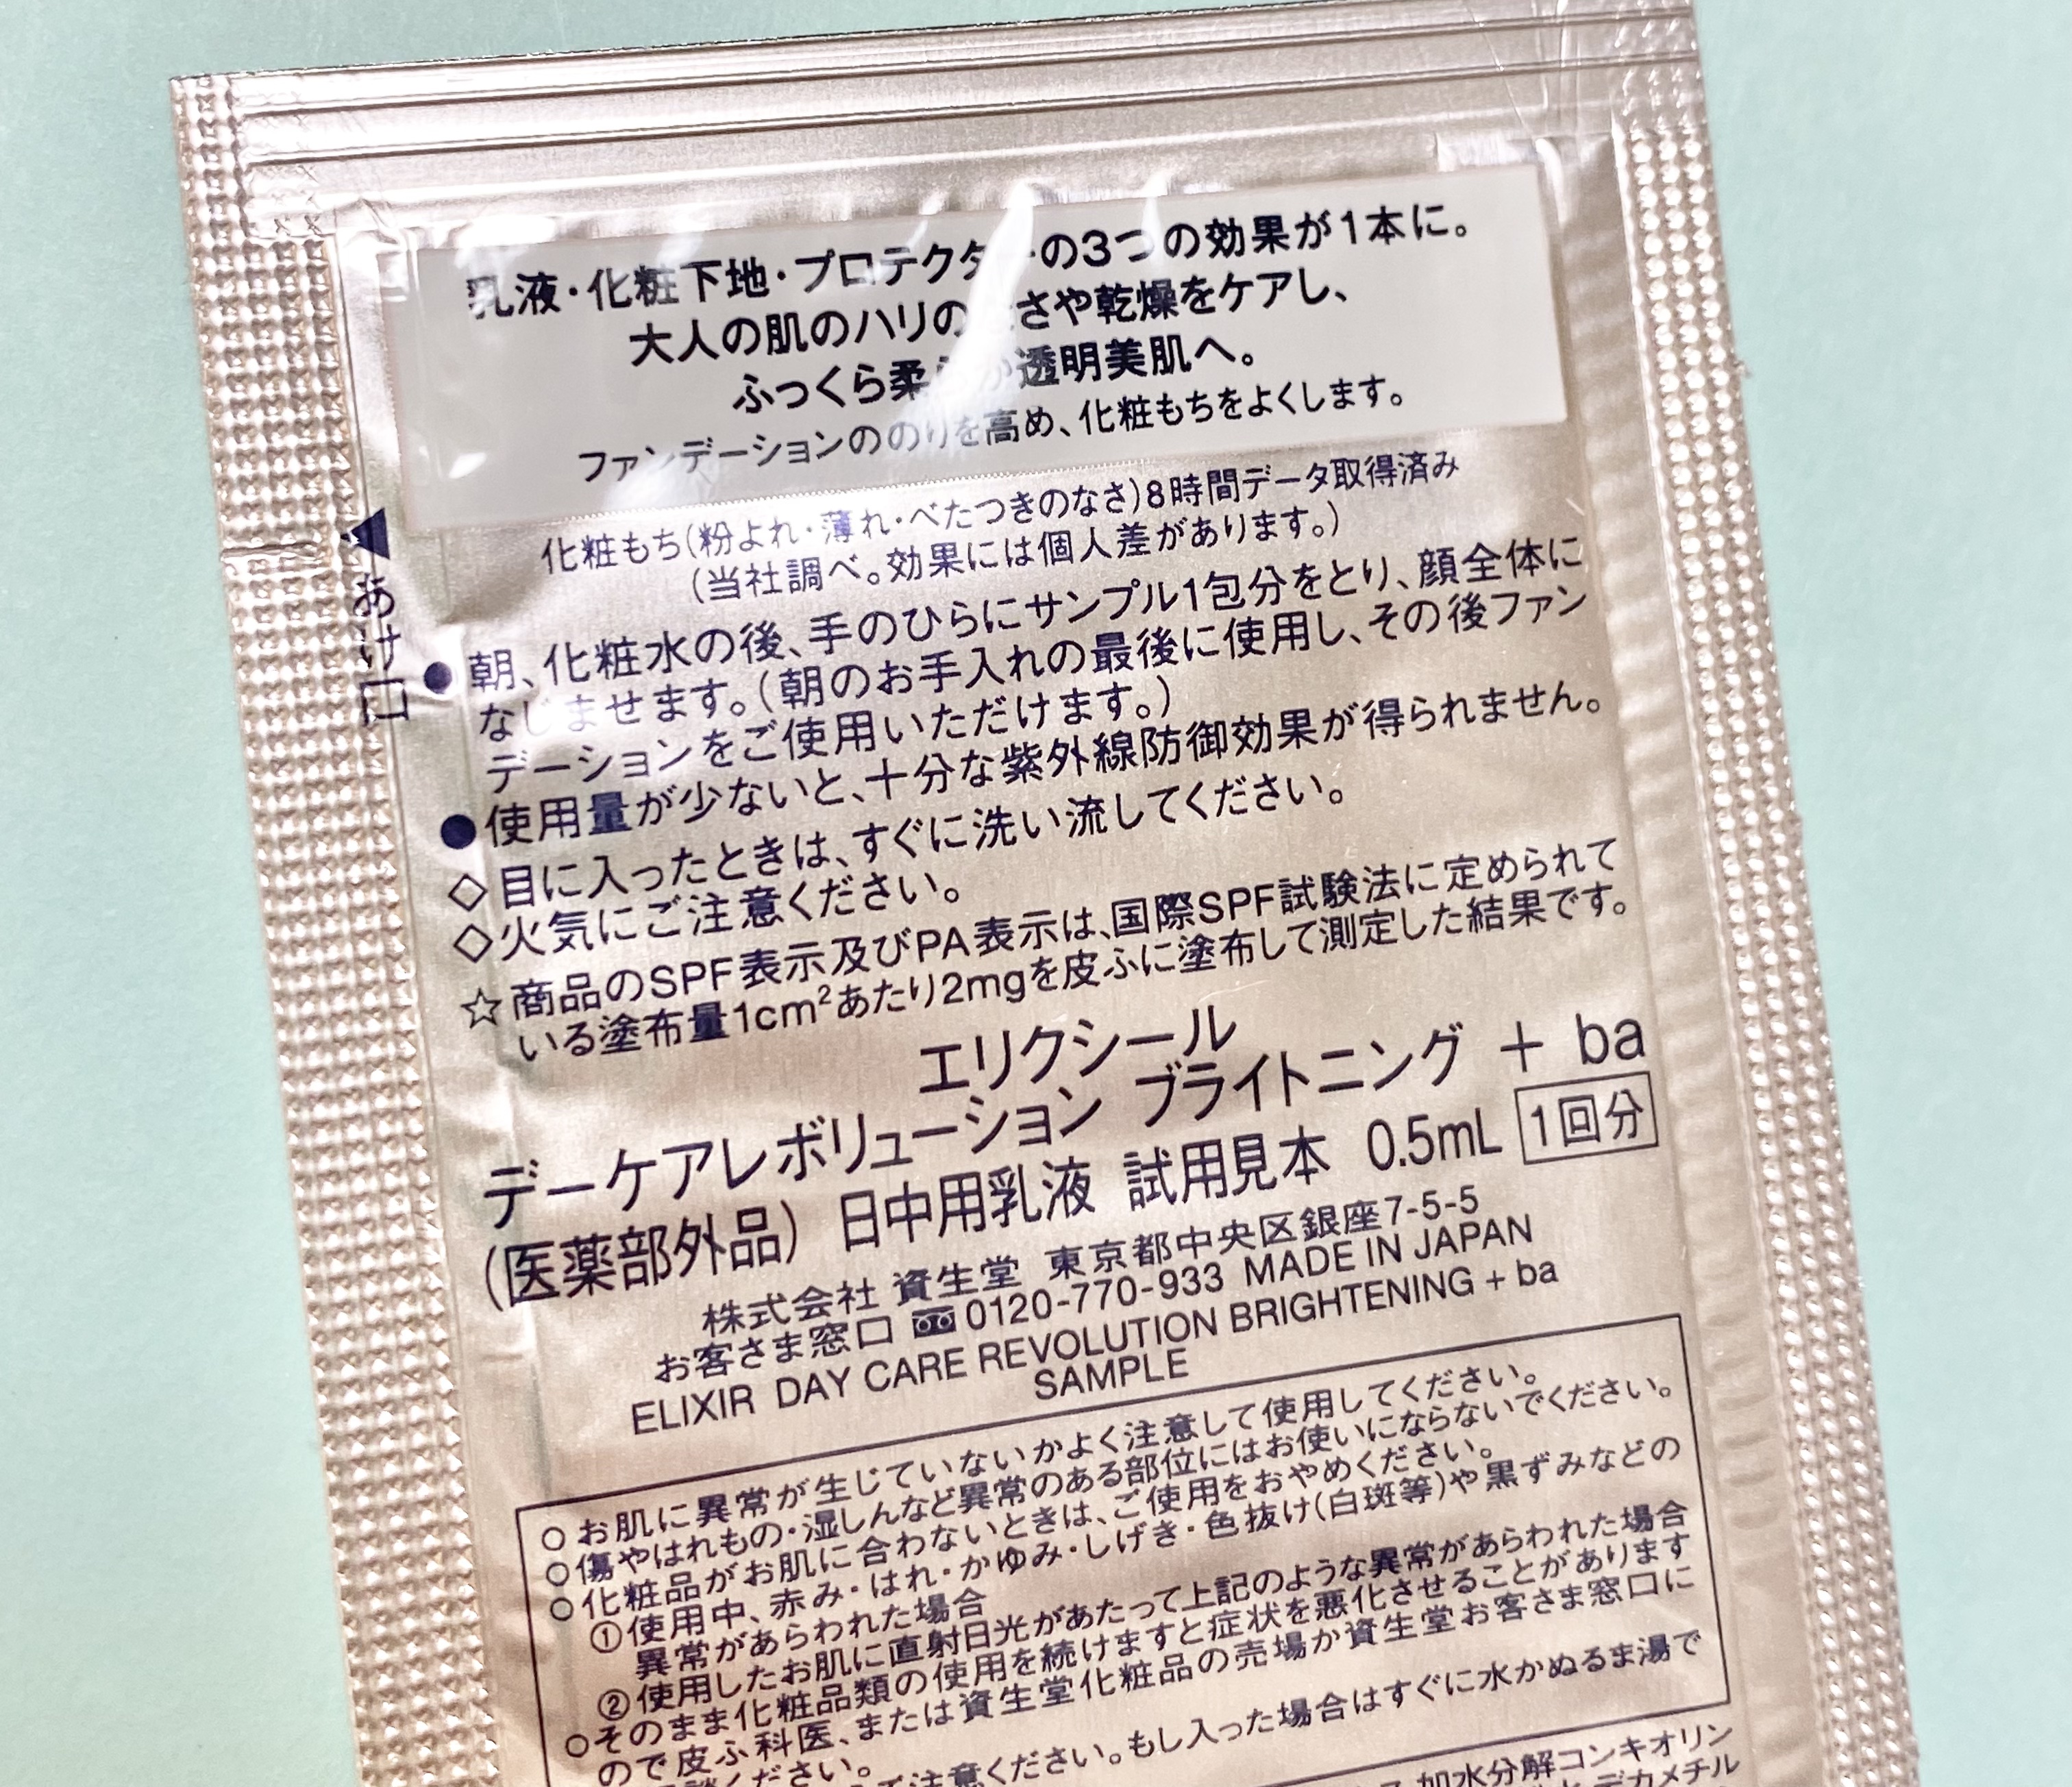 乳液・化粧下地・プロテクターの3つの効果が1本に。
大人の肌のハリの さや乾燥をケアし、
ふっくら柔らか透明美肌へ。
ファンデーションののりを高め、化粧もちをよくします。
化粧もち(粉よれ・薄れ・べたつきのなさ)8時間データ取得済み
(当社調べ。効果には個人差があります。)
あけ口
●朝、化粧水の後、手のひらにサンプル1包分をとり、顔全体に
なじませます。(朝のお手入れの最後に使用し、その後ファン
デーションをご使用いただけます。)
●使用量が少ないと、十分な紫外線防御効果が得られません。
◇目に入ったときは、すぐに洗い流してください。
◇火気にご注意ください。
☆商品のSPF表示及びPA表示は、国際SPF試験法に定められて
いる塗布量1cm²あたり2mgを皮ふに塗布して測定した結果です。
エリクシール
デーケアレボリューション ブライトニング + ba
(医薬部外品) 日中用乳液 試用見本 0.5mL 1回分
株式会社 資生堂 東京都中央区銀座7-5-5
お客さま窓口 0120-770-933 MADE IN JAPAN
ELIXIR DAY CARE REVOLUTION BRIGHTENING + ba
SAMPLE
○お肌に異常が生じていないかよく注意して使用してください。
○傷やはれもの・湿しんなど異常のある部位にはお使いにならないでください。
○化粧品がお肌に合わないときは、ご使用をおやめください。
①使用中、赤み・はれ・かゆみ・しげき・色抜け(白斑等)や黒ずみなどの
異常があらわれた場合
②使用したお肌に直射日光があたって上記のような異常があらわれた場合
○そのまま化粧品類の使用を続けますと症状を悪化させることがあります
ので皮ふ科医、または資生堂化粧品の売場か資生堂お客さま窓口に
ください。
ご注意ください。もし入った場合はすぐに水かぬるま湯で
加水分解コンキオリン
デカメチル